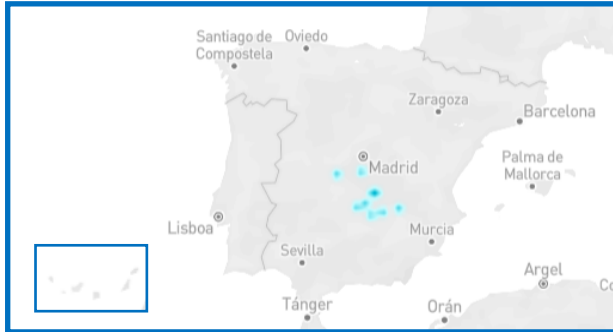 Santiago de
Compostela
Oviedo
Zaragoza
Barcelona
Madrid
Palma de
Mallorca
Lisboa
Murcia
Sevilla
Argel
Tánger
Orán